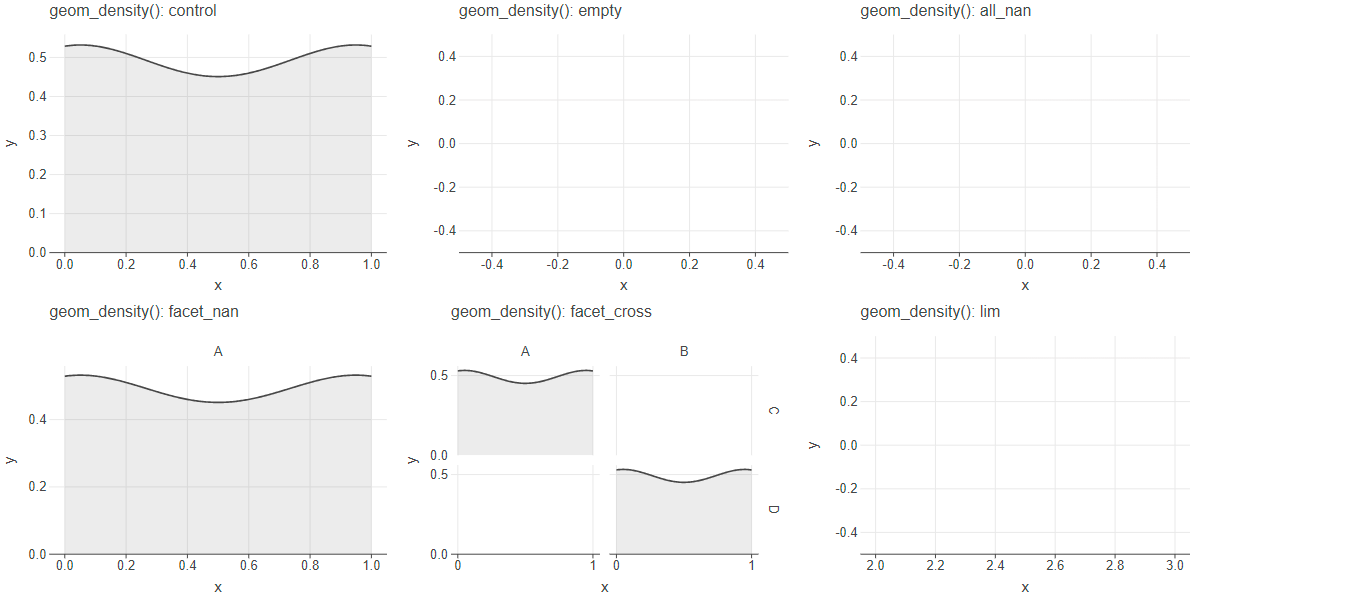 geom_density(): control
0.5
0.4
0.3
0.2
0.1
0.0
y
0.0 0.2 0.4 0.6 0.8 1.0
x
geom_density(): empty
0.4
0.2
0.0
-0.2
-0.4
y
-0.4 -0.2 0.0 0.2 0.4
x
geom_density(): all_nan
0.4
0.2
0.0
-0.2
-0.4
y
-0.4 -0.2 0.0 0.2 0.4
x
geom_density(): facet_nan
A
0.4
0.2
0.0
y
0.0 0.2 0.4 0.6 0.8 1.0
x
geom_density(): facet_cross
A B
0.5
0.0
C
0.5
0.0
D
y
0 1 0 1
x
geom_density(): lim
0.4
0.2
0.0
-0.2
-0.4
y
2.0 2.2 2.4 2.6 2.8 3.0
x